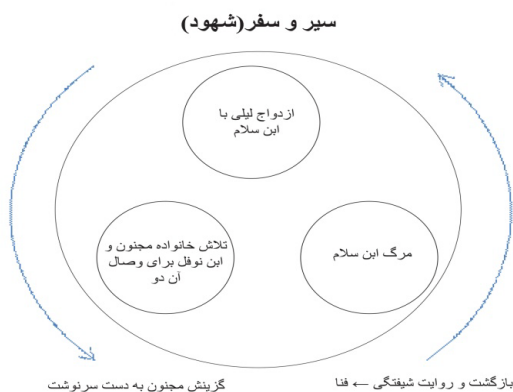 سیر و سفر(شهود)
ازدواج لیلی با
ابن سلام
تلاش خانواده مجنون و
ابن نوفل برای وصال
آن دو
مرگ ابن سلام
بازگشت و روایت شیفتگی ← فنا
گزینش مجنون به دست سرنوشت